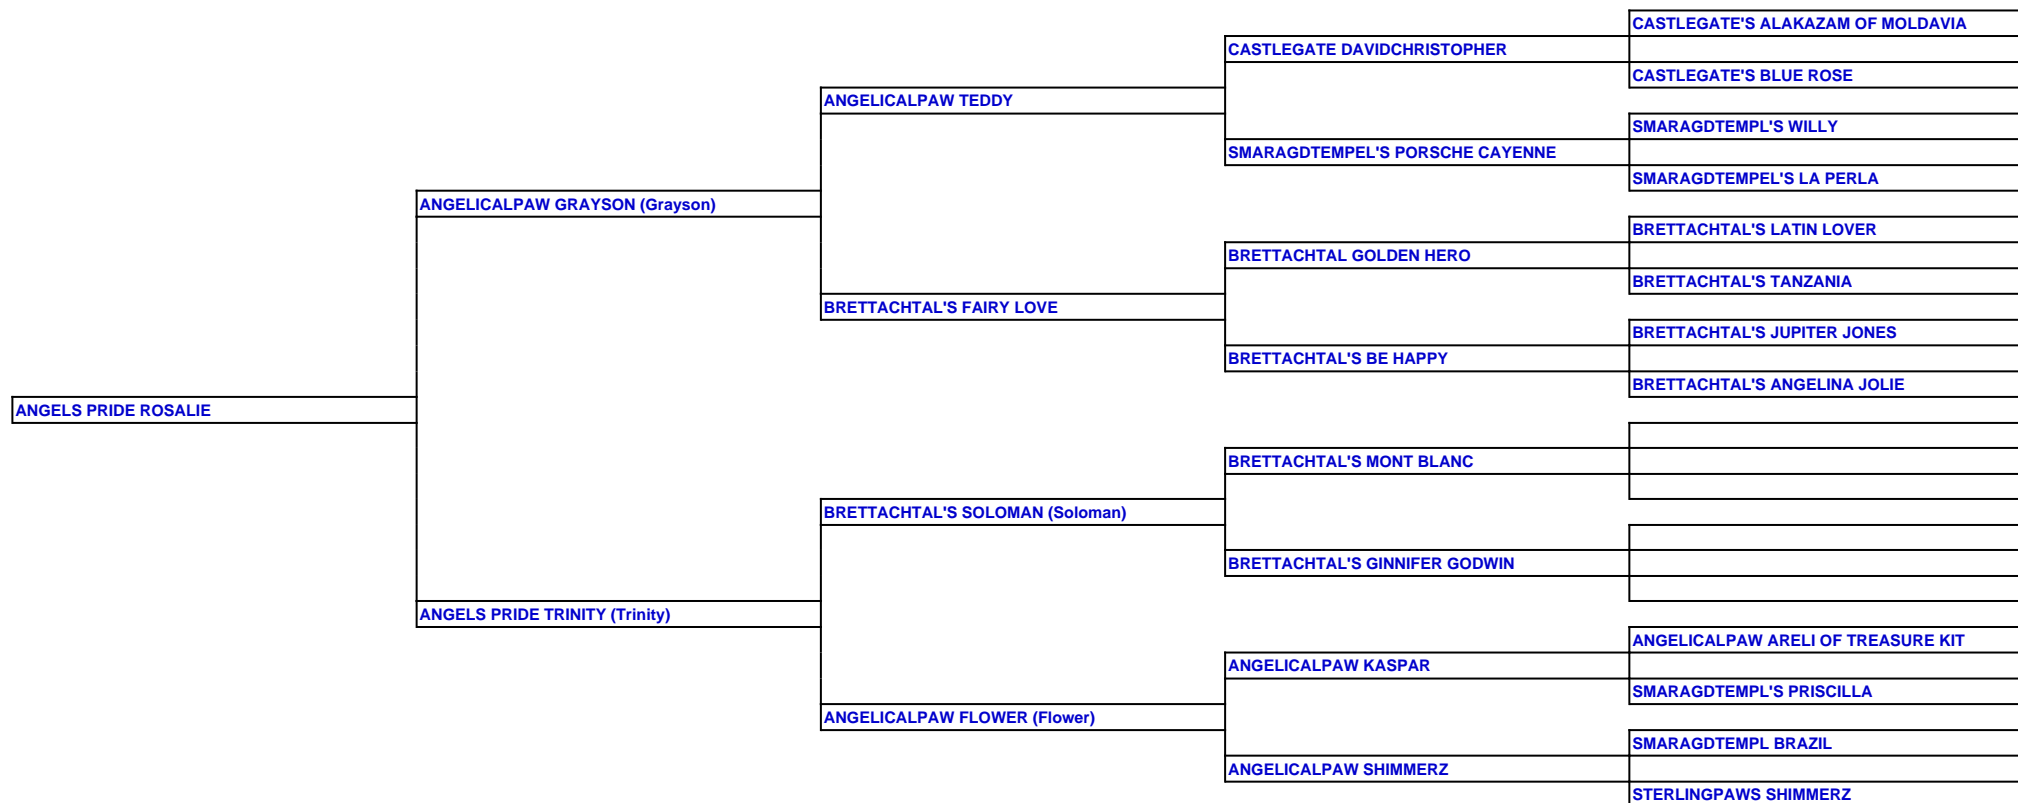 CASTLEGATE'S ALAKAZAM OF MOLDAVIA
CASTLEGATE DAVIDCHRISTOPHER
CASTLEGATE'S BLUE ROSE
ANGELICALPAW TEDDY
SMARAGDTEMPL'S WILLY
SMARAGDTEMPEL'S PORSCHE CAYENNE
SMARAGDTEMPEL'S LA PERLA
ANGELICALPAW GRAYSON (Grayson)
BRETTACHTAL'S LATIN LOVER
BRETTACHTAL GOLDEN HERO
BRETTACHTAL'S TANZANIA
BRETTACHTAL'S FAIRY LOVE
BRETTACHTAL'S JUPITER JONES
BRETTACHTAL'S BE HAPPY
BRETTACHTAL'S ANGELINA JOLIE
ANGELS PRIDE ROSALIE
BRETTACHTAL'S MONT BLANC
BRETTACHTAL'S SOLOMAN (Soloman)
BRETTACHTAL'S GINNIFER GODWIN
ANGELS PRIDE TRINITY (Trinity)
ANGELICALPAW ARELI OF TREASURE KIT
ANGELICALPAW KASPAR
SMARAGDTEMPL'S PRISCILLA
ANGELICALPAW FLOWER (Flower)
SMARAGDTEMPL BRAZIL
ANGELICALPAW SHIMMERZ
STERLINGPAWS SHIMMERZ